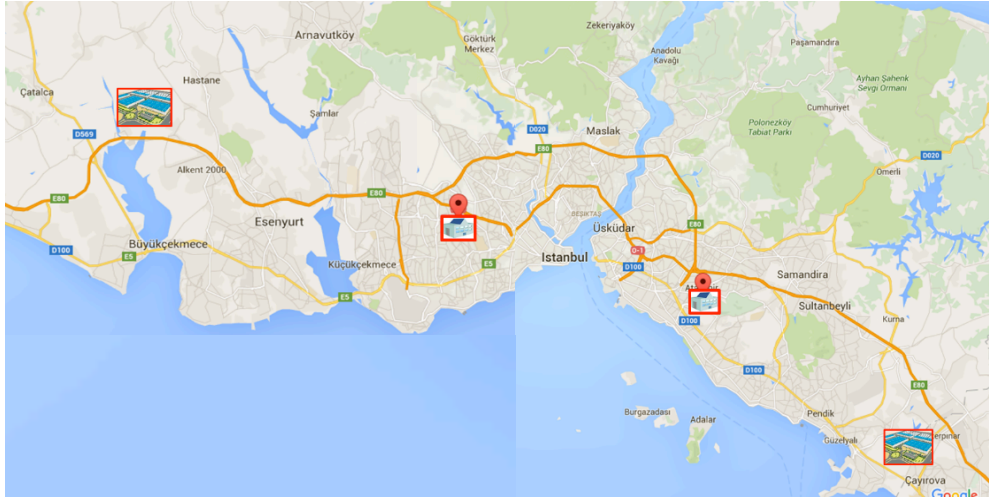 Zekeriyaköy
Arnavutköy
Göktürk
Merkez
Paşamandıra
Anadolu
Kavağı
Hastane
Çatalca
Ayhan Şahenk
Sevgi Ormanı
Cumhuriyet
Şamlar
Polonezköy
Tabiat Parkı
D569
D020
Maslak
E80
D020
Alkent 2000
Ömerli
E80
E80
Esenyurt
BEŞİKTAŞ
Üsküdar
E80
D100
Büyükçekmece
E5
Küçükçekmece
E5
Istanbul
O-1
D100
Samandıra
E5
Sultanbeyli
D100
Kurna
D100
E80
Burgazadası
Adalar
Pendik
Güzelyalı
Çayırova
Google